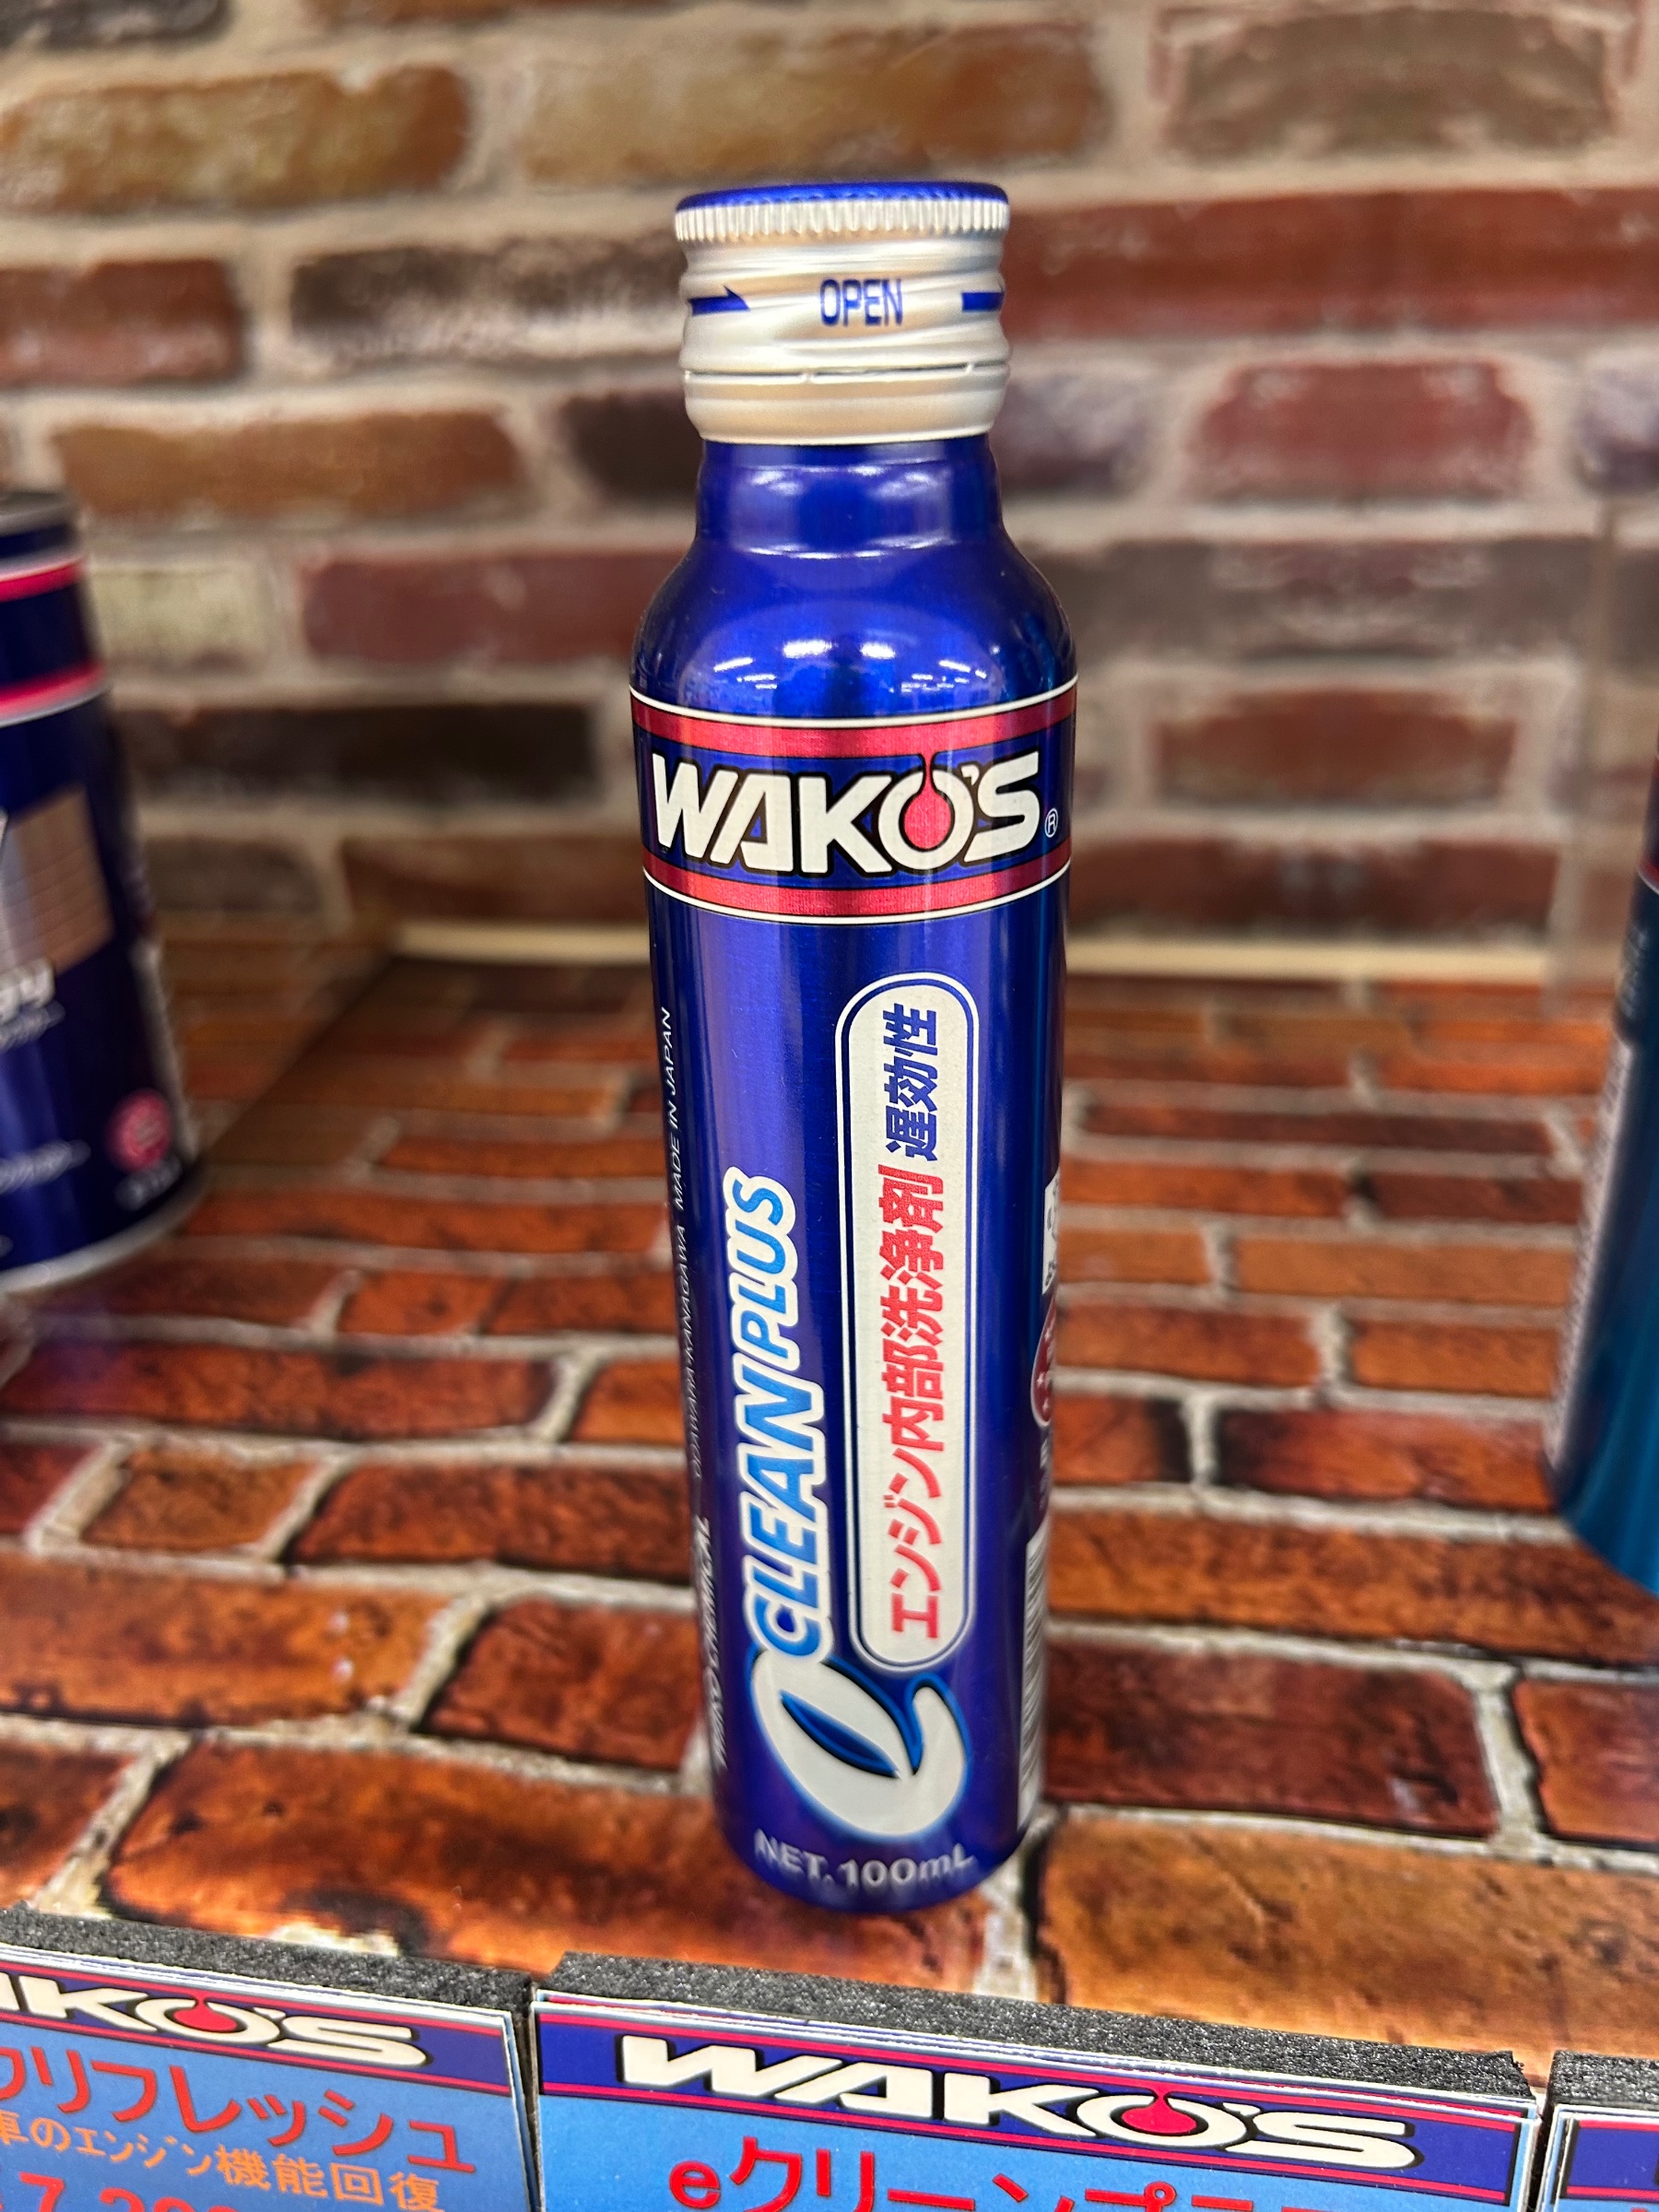 OPEN
WAKO'S®
MADE IN JAPAN
e CLEAN PLUS
エンジン内部洗浄剤 遅効性
NET. 100mL
WAKO'S
リフレッシュ
車のエンジン機能回復
WAKO'S
eクリーンプラス